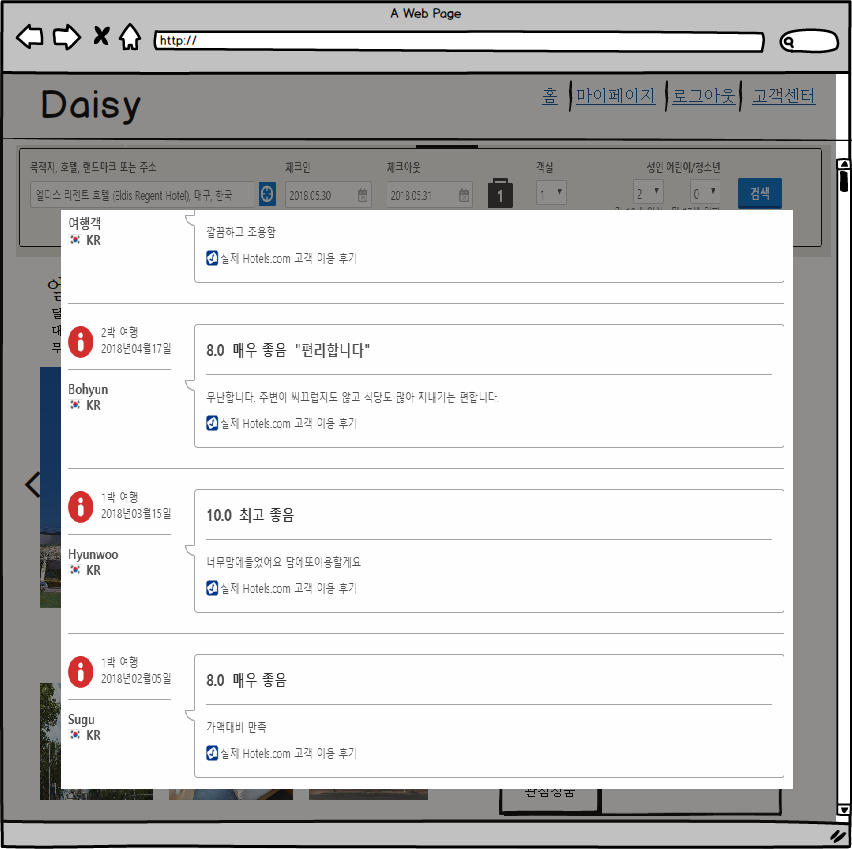 A Web Page
http://
Daisy
홈 마이페이지 로그아웃 고객센터
목적지, 호텔, 랜드마크 또는 주소 체크인 체크아웃 객실 성인 어린이/청소년
엘디스 리젠트 호텔 (Eldis Regent Hotel), 대구, 한국 2018.05.30 2018.05.31 1 1 2 0 검색
여행객
KR
깔끔하고 조용함
실제 Hotels.com 고객 이용 후기
2박 여행
2018년04월17일
8.0 매우 좋음 "편리합니다"
Bohyun
KR
무난합니다. 주변이 씨끄럽지도 않고 식당도 많아 지내기는 편합니다.
실제 Hotels.com 고객 이용 후기
1박 여행
2018년03월15일
10.0 최고 좋음
Hyunwoo
KR
너무맘에들었어요 담에또이용할게요
실제 Hotels.com 고객 이용 후기
1박 여행
2018년02월05일
8.0 매우 좋음
Sugu
KR
가액대비 만족
실제 Hotels.com 고객 이용 후기
관심상품